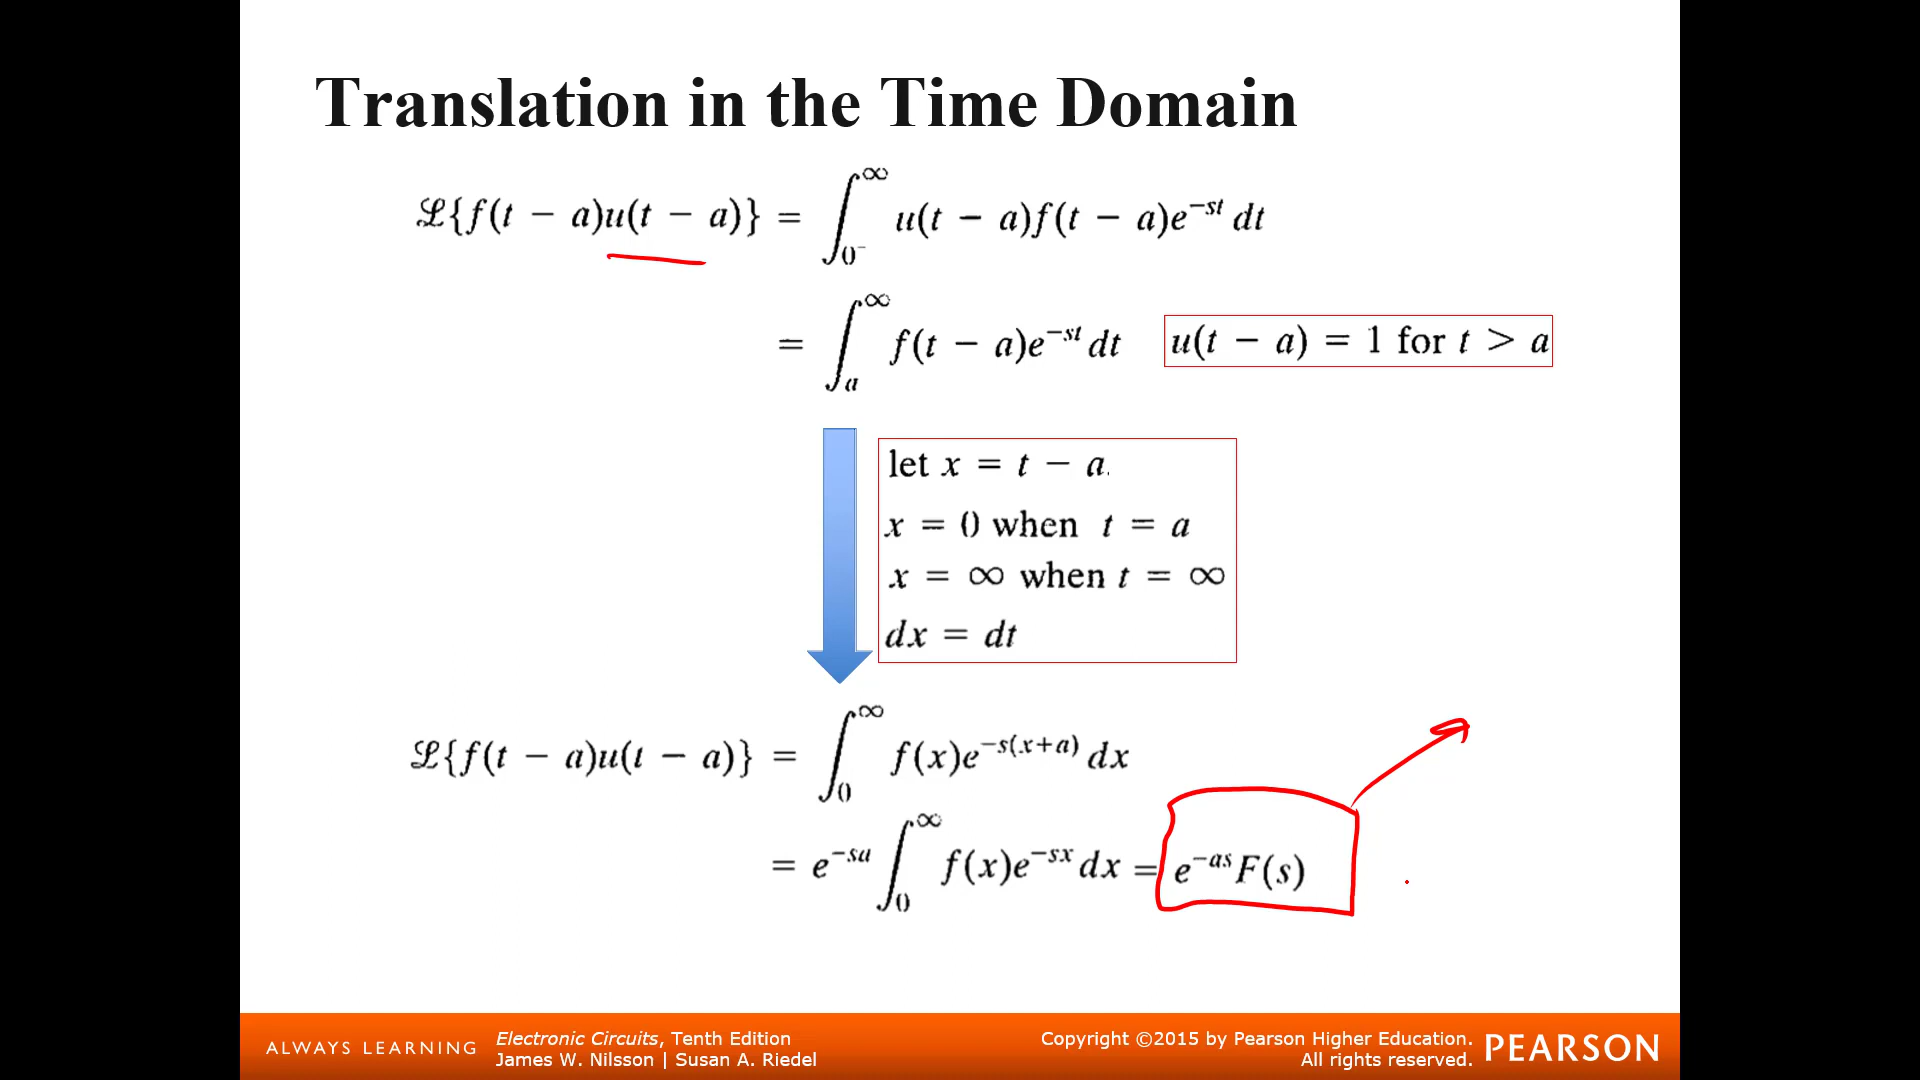 Translation in the Time Domain
ℒ{f(t − a)u(t − a)} = ∫₀⁻^∞ u(t − a)f(t − a)e^−st dt
= ∫ₐ^∞ f(t − a)e^−st dt
u(t − a) = 1 for t > a
let x = t − a.
x = 0 when t = a
x = ∞ when t = ∞
dx = dt
ℒ{f(t − a)u(t − a)} = ∫₀^∞ f(x)e^−s(x+a) dx
= e^−sa ∫₀^∞ f(x)e^−sx dx = e^−as F(s)
ALWAYS LEARNING
Electronic Circuits, Tenth Edition
James W. Nilsson | Susan A. Riedel
Copyright ©2015 by Pearson Higher Education.
All rights reserved.
PEARSON